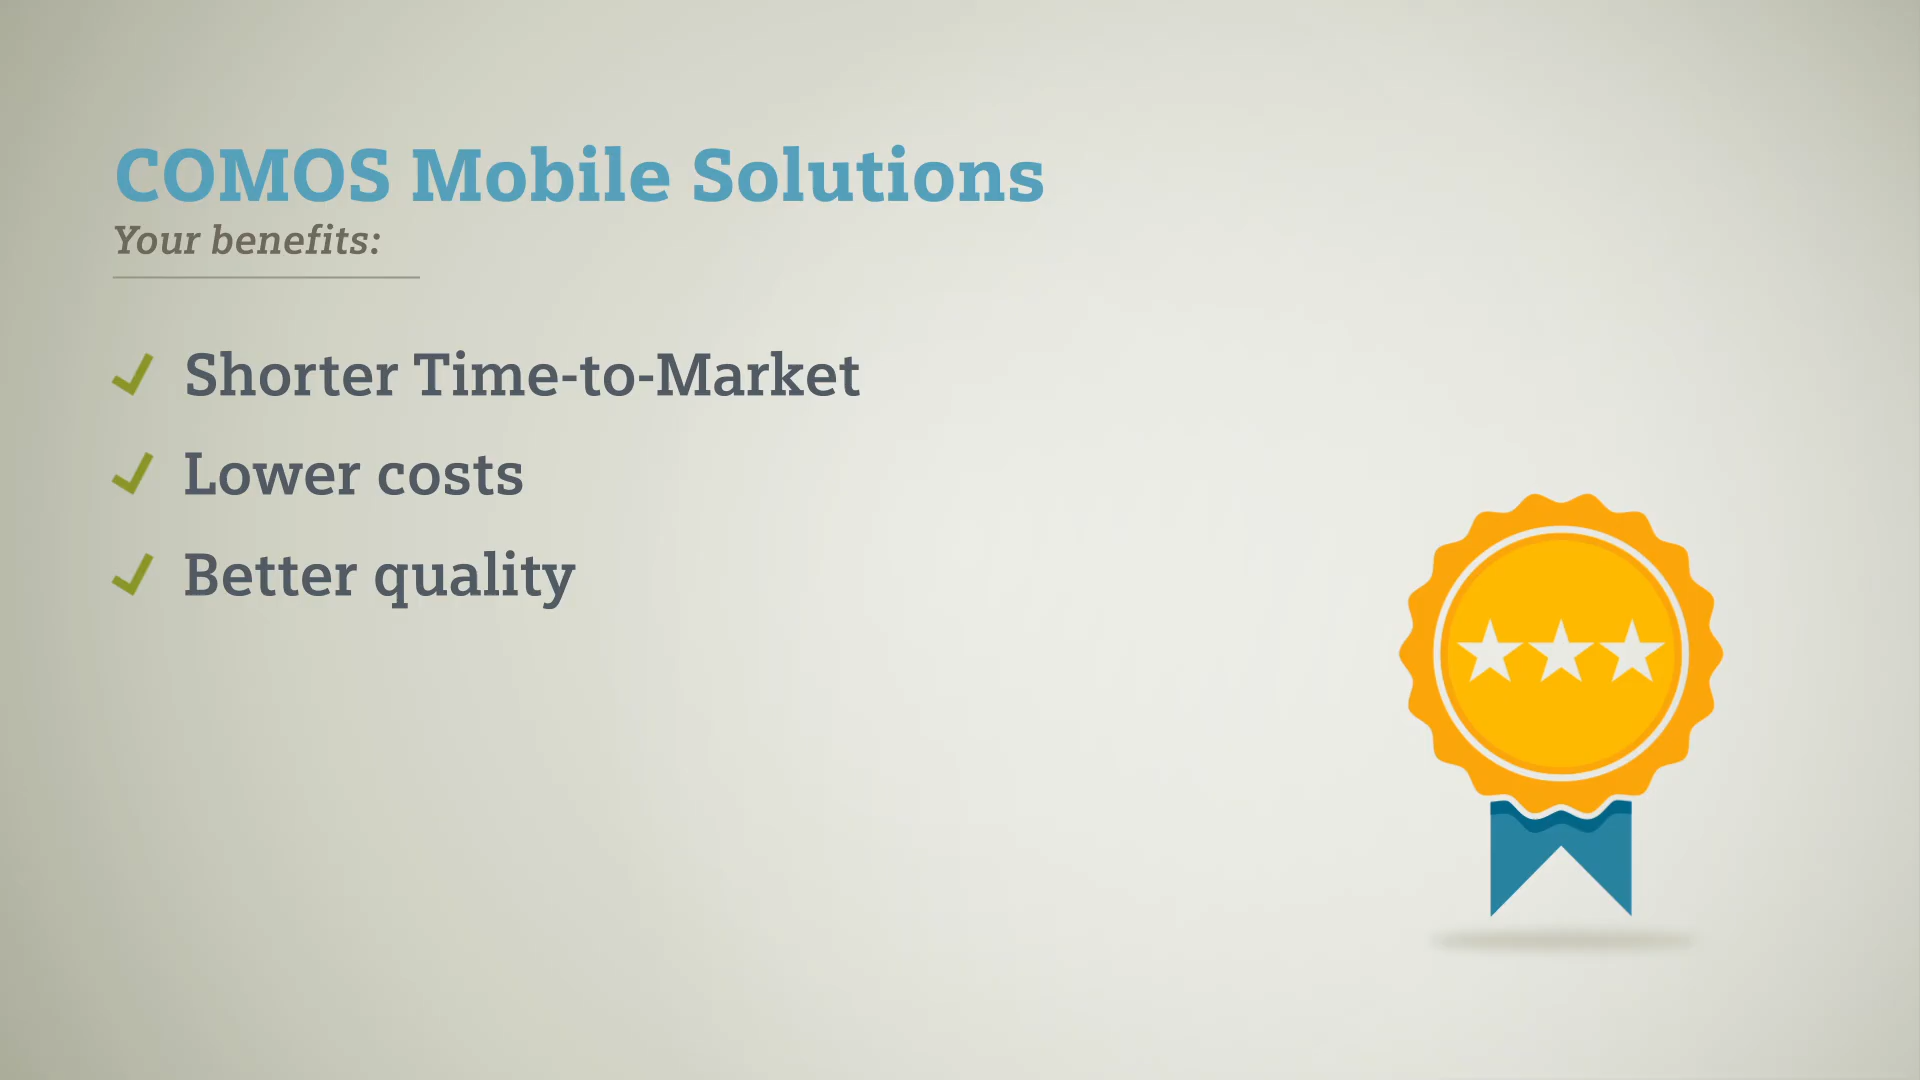 COMOS Mobile Solutions
Your benefits:
Shorter Time-to-Market
Lower costs
Better quality